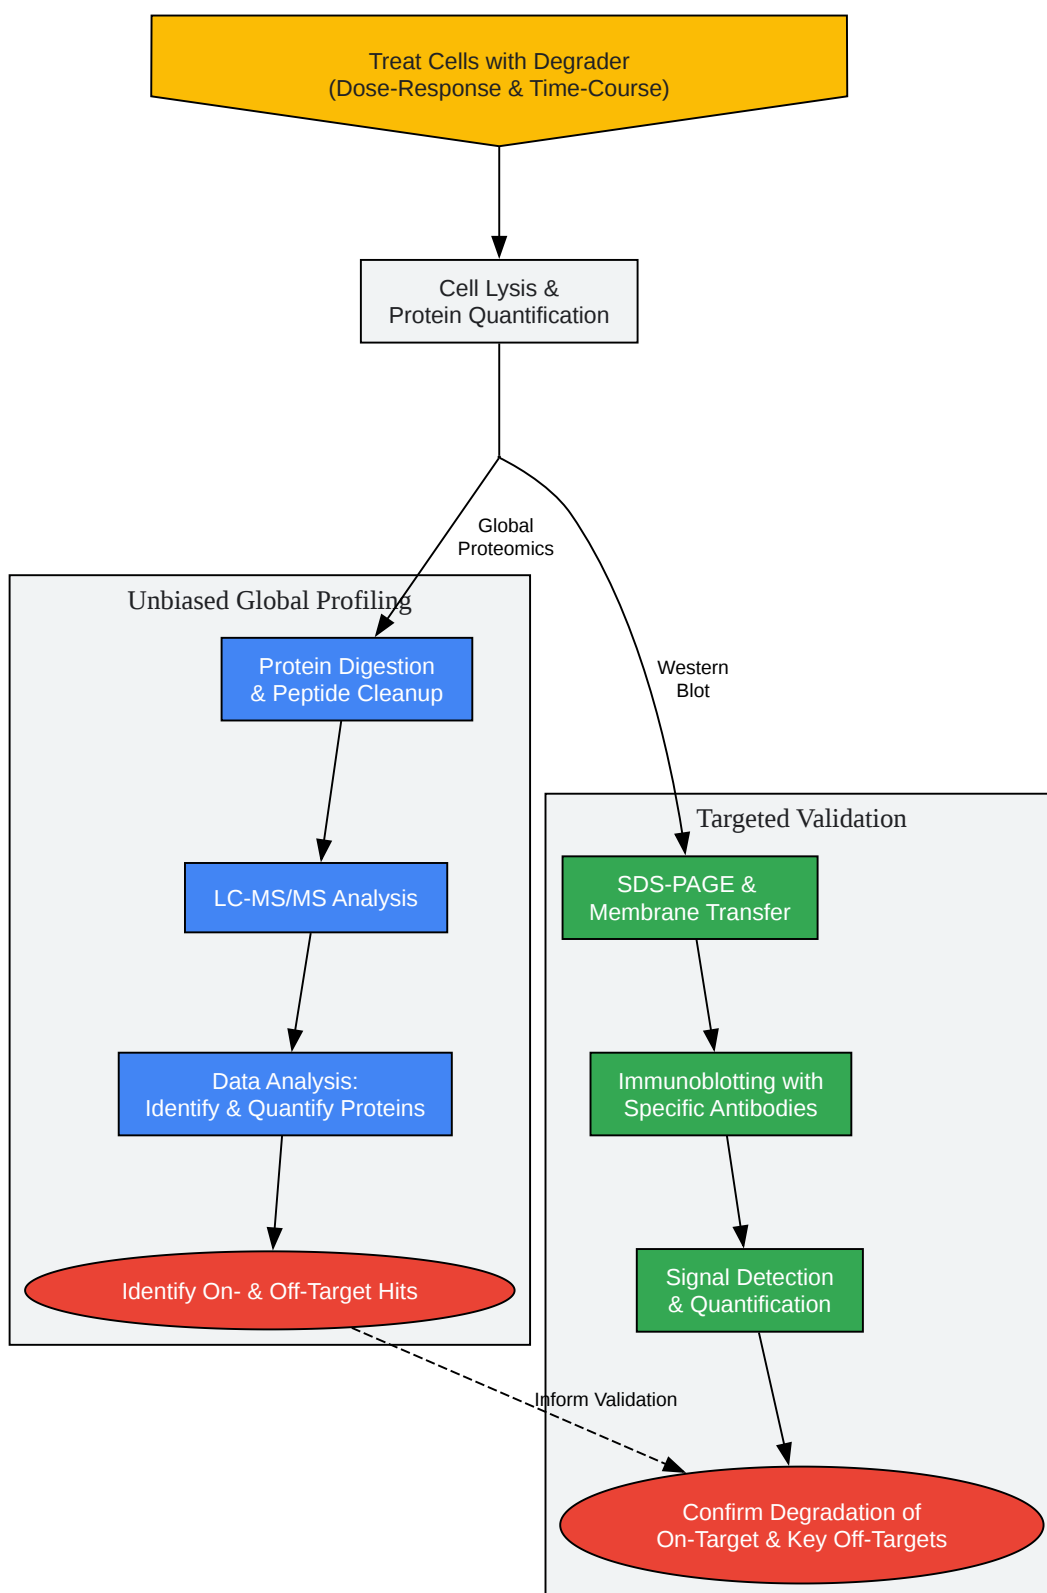 Treat Cells with Degrader
(Dose-Response & Time-Course)
Cell Lysis &
Protein Quantification
Global
Proteomics
Western
Blot
Unbiased Global Profiling
Protein Digestion
& Peptide Cleanup
LC-MS/MS Analysis
Data Analysis:
Identify & Quantify Proteins
Identify On- & Off-Target Hits
Targeted Validation
SDS-PAGE &
Membrane Transfer
Immunoblotting with
Specific Antibodies
Signal Detection
& Quantification
Inform Validation
Confirm Degradation of
On-Target & Key Off-Targets